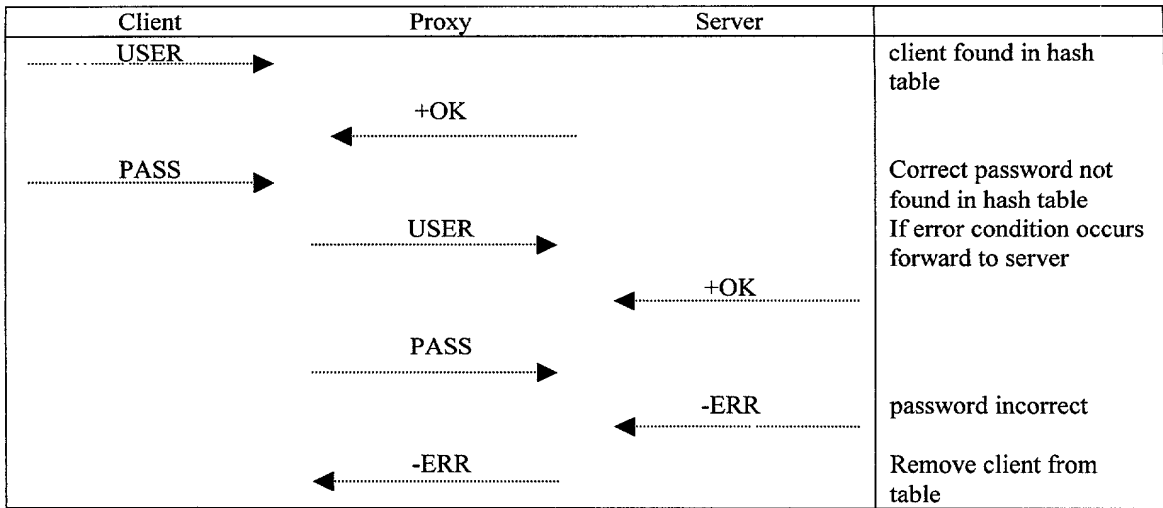 Client Proxy Server
USER
client found in hash
table
+OK
PASS
Correct password not
found in hash table
USER
If error condition occurs
forward to server
+OK
PASS
-ERR
password incorrect
-ERR
Remove client from
table